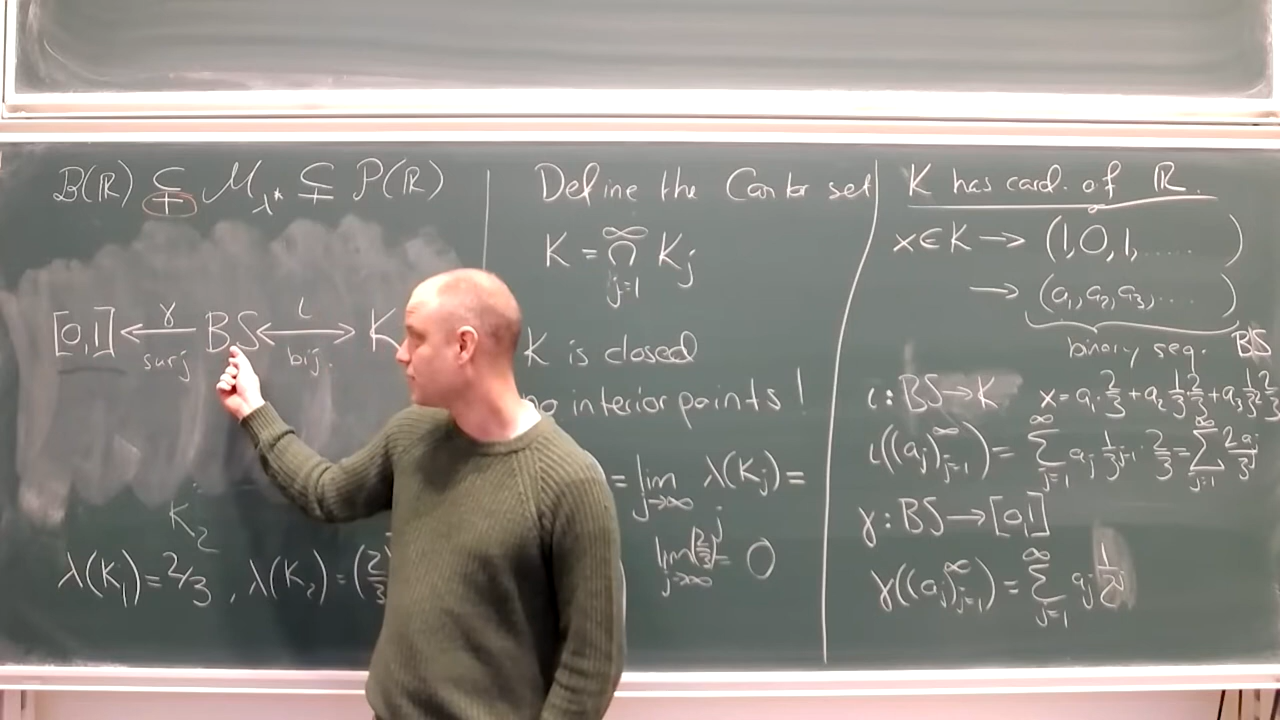 B(ℝ) ⊊ M_λ* ⊊ P(ℝ)
[0,1] ←γ surj BS ←ι bij.→ K
K₂
λ(K₁)=2/3, λ(K₂)=(2/3
Define the Cantor set
K = ∩_{j=1}^∞ K_j
K is closed
no interior points!
= lim_{j→∞} λ(K_j) =
lim_{j→∞} (2/3)^j = 0
K has card. of ℝ.
x∈K → (1,0,1,.....)
→ (a₁,a₂,a₃,....)
binary seq. BS
ι: BS→K x=a₁·2/3+a₂ 1/3 2/3+a₃ 1/3² 2/3
ι((a_j)_{j=1}^∞) = ∑_{j=1}^∞ a_j 1/3^{j-1} · 2/3 = ∑_{j=1}^∞ 2a_j/3^j
γ: BS→[0,1]
γ((a_j)_{j=1}^∞) = ∑_{j=1}^∞ a_j 1/2^j